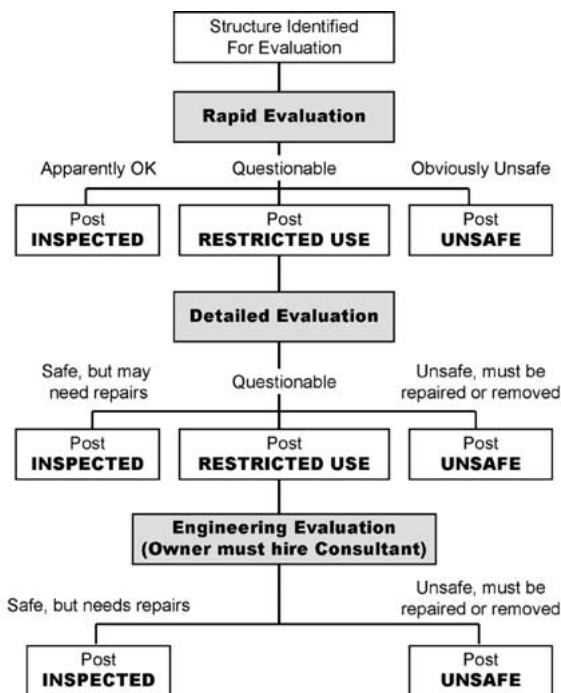 Structure Identified
For Evaluation
Rapid Evaluation
Apparently OK
Questionable
Obviously Unsafe
Post
INSPECTED
Post
RESTRICTED USE
Post
UNSAFE
Detailed Evaluation
Safe, but may
need repairs
Questionable
Unsafe, must be
repaired or removed
Post
INSPECTED
Post
RESTRICTED USE
Post
UNSAFE
Engineering Evaluation
(Owner must hire Consultant)
Safe, but needs repairs
Unsafe, must be
repaired or removed
Post
INSPECTED
Post
UNSAFE